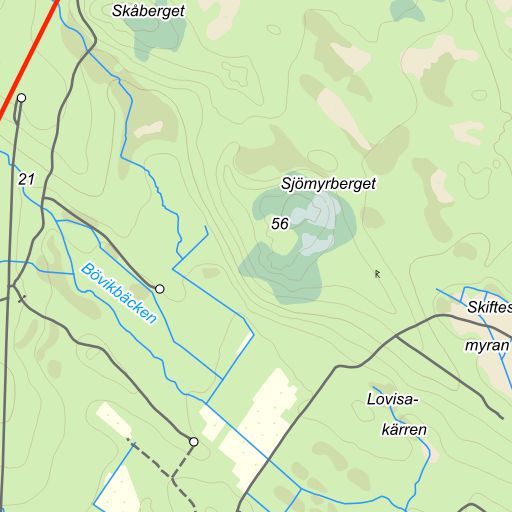 Skåberget
Sjömyrberget
21
56
Bövikbäcken
R
Skiftes
myran
Lovisa-
kärren